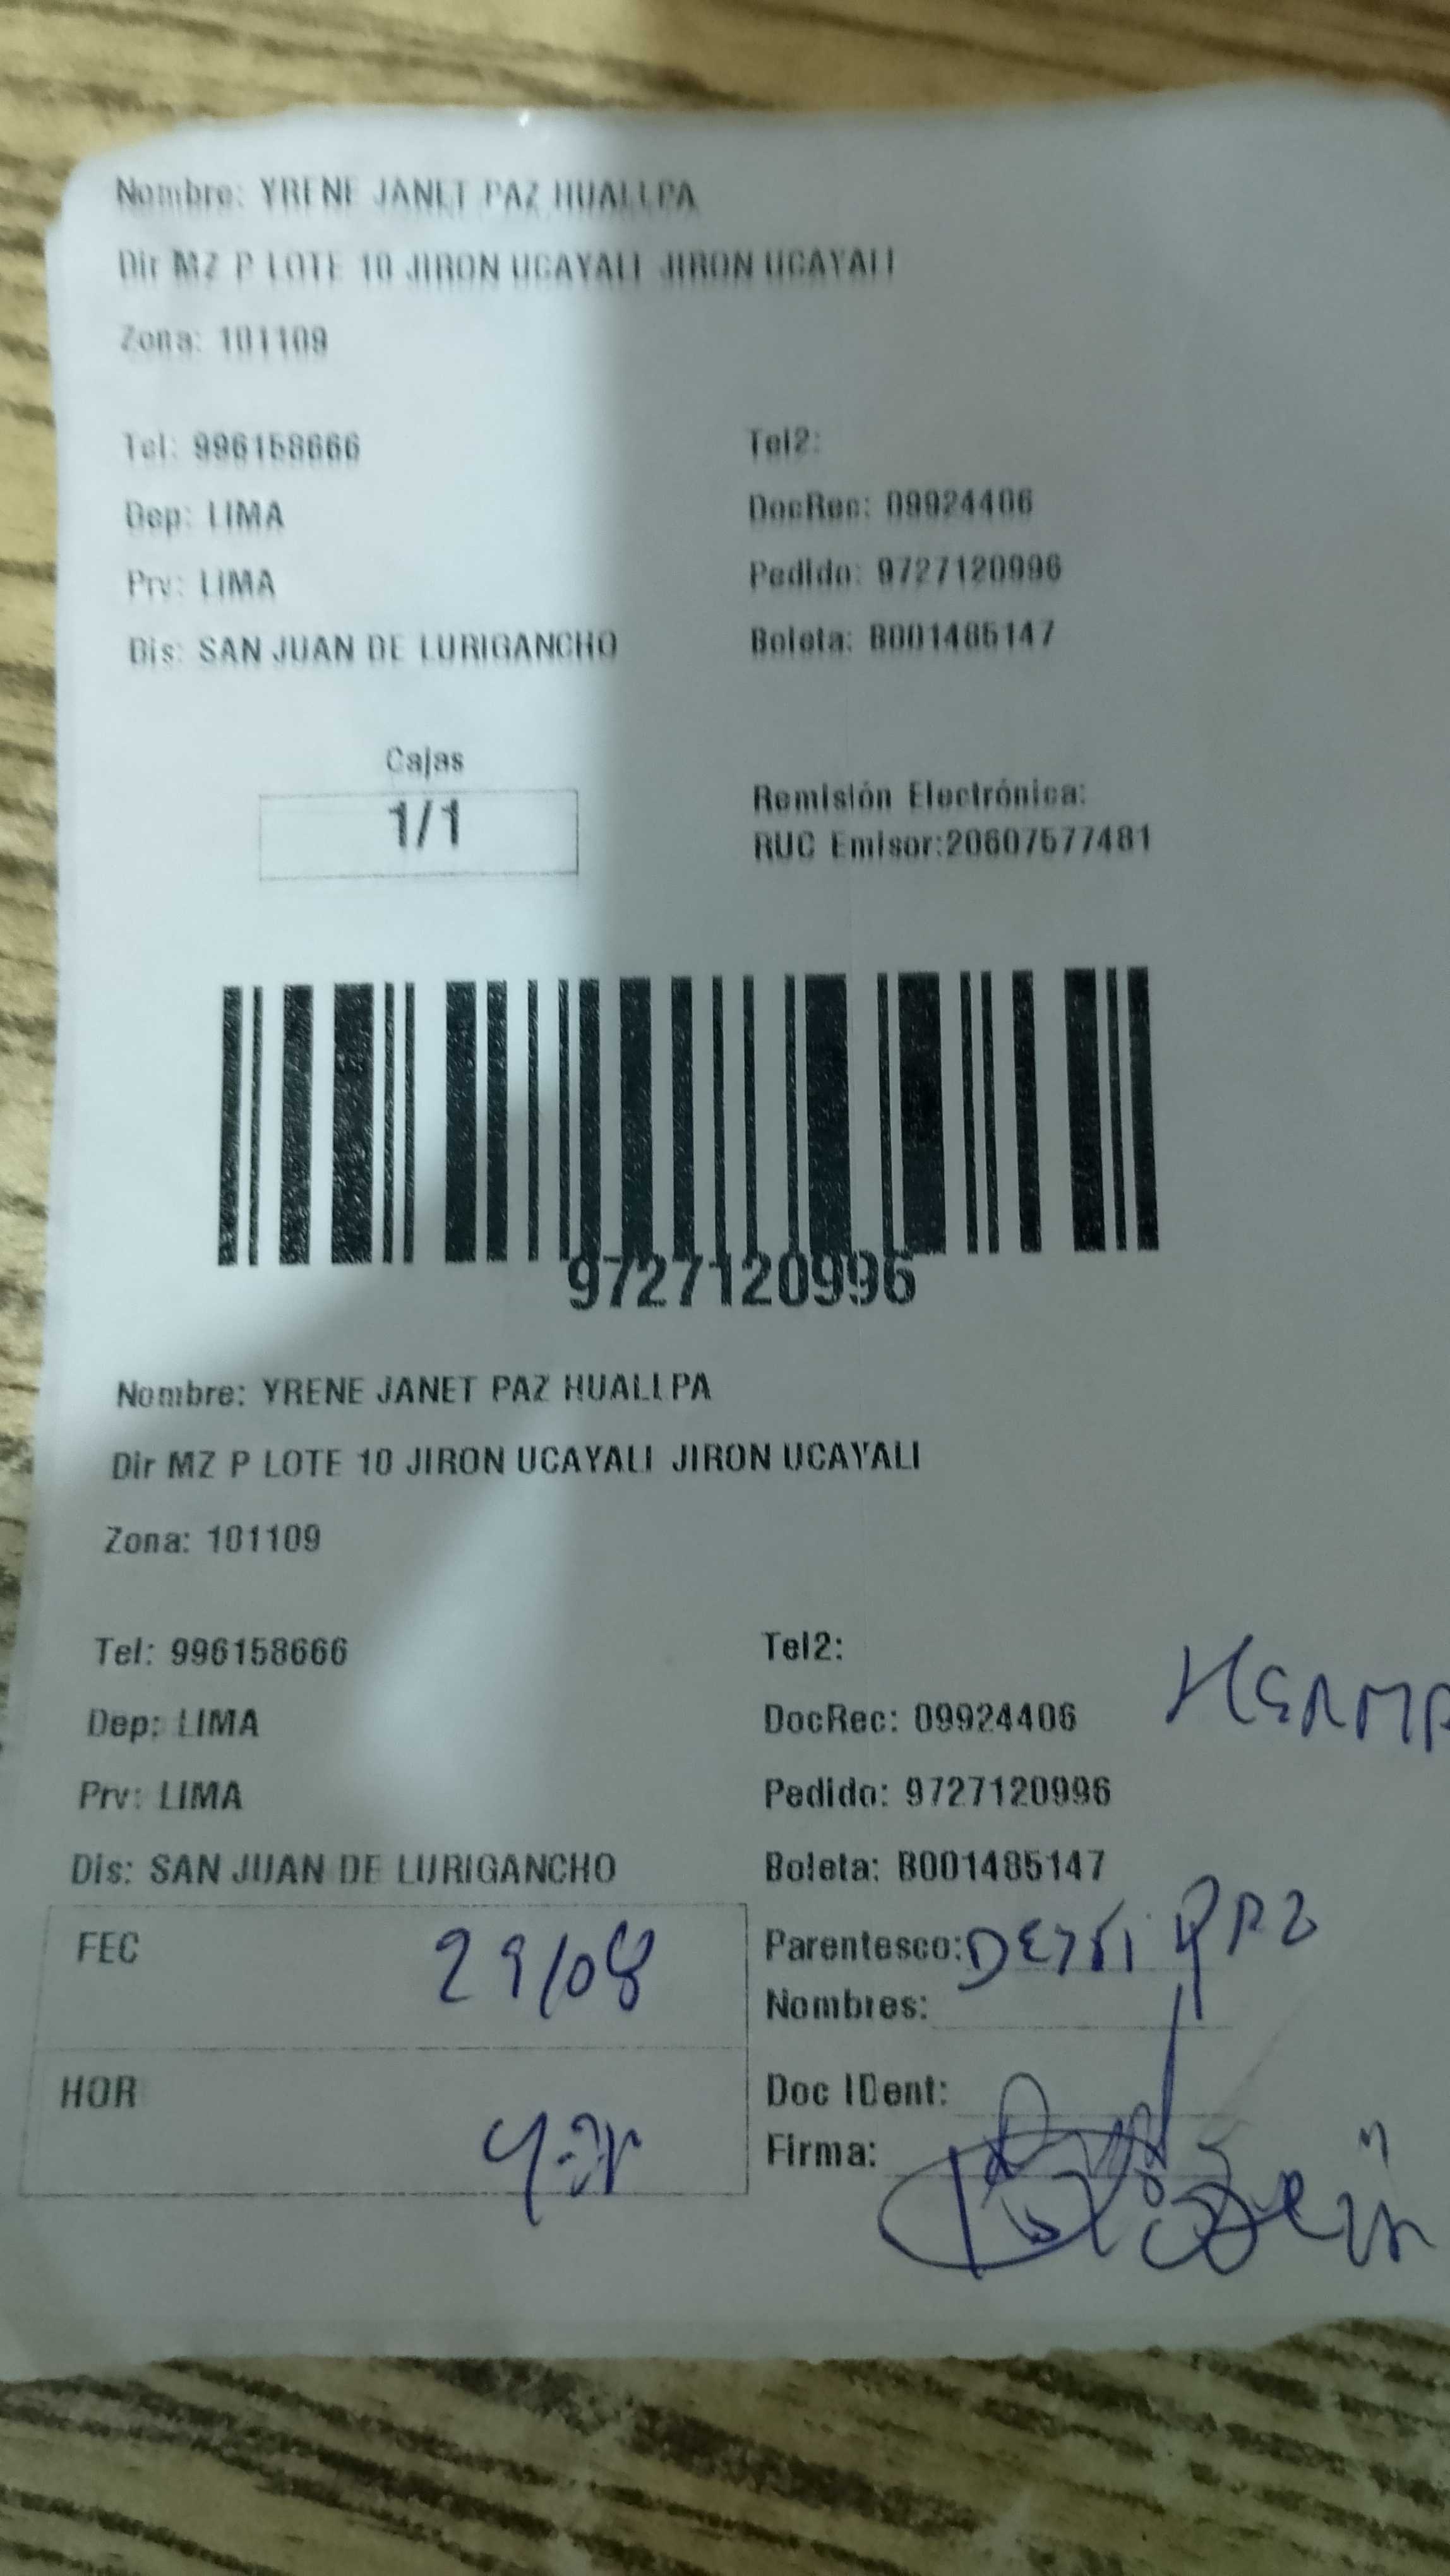 Nombre: YRENE JANET PAZ HUALLPA
Dir MZ P LOTE 10 JIRON UCAYALI JIRON UCAYALI
Zona: 101109
Tel: 996158666 Tel2:
Dep: LIMA DocRec: 09924406
Prv: LIMA Pedido: 9727120996
Dis: SAN JUAN DE LURIGANCHO Boleta: B001485147
Cajas
1/1
Remisión Electrónica:
RUC Emisor:20607577481
9727120996
Nombre: YRENE JANET PAZ HUALLPA
Dir MZ P LOTE 10 JIRON UCAYALI JIRON UCAYALI
Zona: 101109
Tel: 996158666 Tel2:
Dep: LIMA DocRec: 09924406 HERMA
Prv: LIMA Pedido: 9727120996
Dis: SAN JUAN DE LURIGANCHO Boleta: B001485147
FEC 29/08 Parentesco: PAZ
Nombres:
HOR Doc IDent:
Firma: